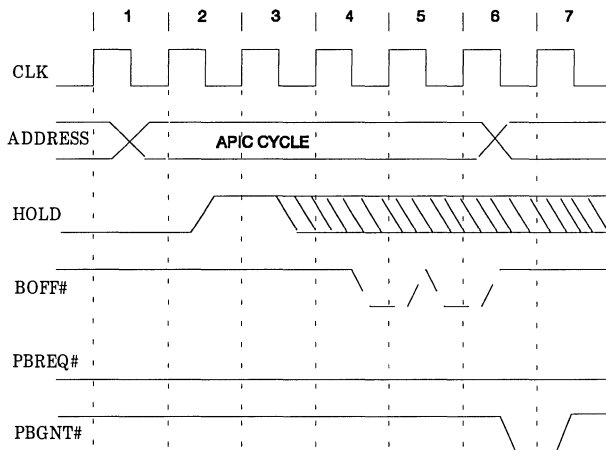 1 2 3 4 5 6 7
CLK
ADDRESS APIC CYCLE
HOLD
BOFF#
PBREQ#
PBGNT#